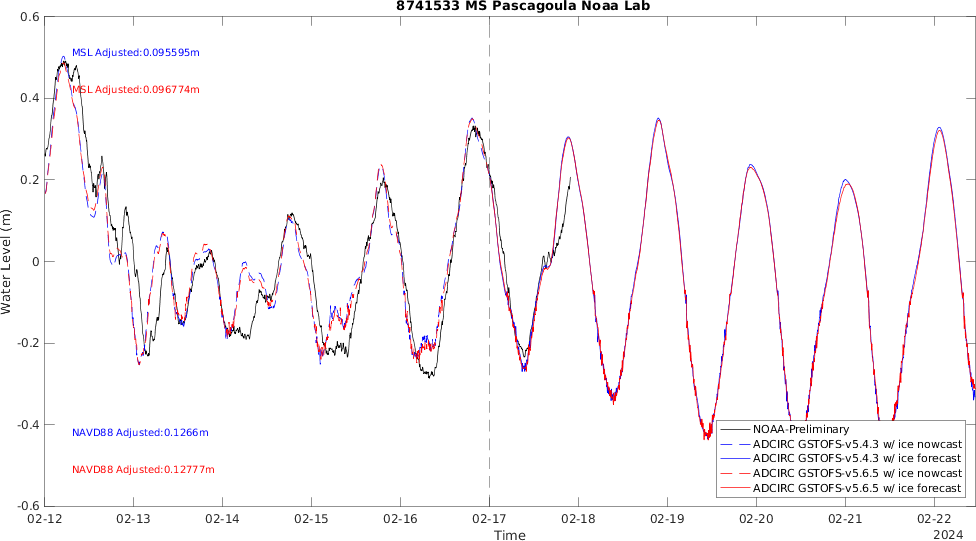 8741533 MS Pascagoula Noaa Lab
0.6
0.4
0.2
0
-0.2
-0.4
-0.6
Water Level (m)
MSL Adjusted:0.095595m
MSL Adjusted:0.096774m
NAVD88 Adjusted:0.1266m
NAVD88 Adjusted:0.12777m
NOAA-Preliminary
ADCIRC GSTOFS-v5.4.3 w/ ice nowcast
ADCIRC GSTOFS-v5.4.3 w/ ice forecast
ADCIRC GSTOFS-v5.6.5 w/ ice nowcast
ADCIRC GSTOFS-v5.6.5 w/ ice forecast
02-12 02-13 02-14 02-15 02-16 02-17 02-18 02-19 02-20 02-21 02-22
Time 2024